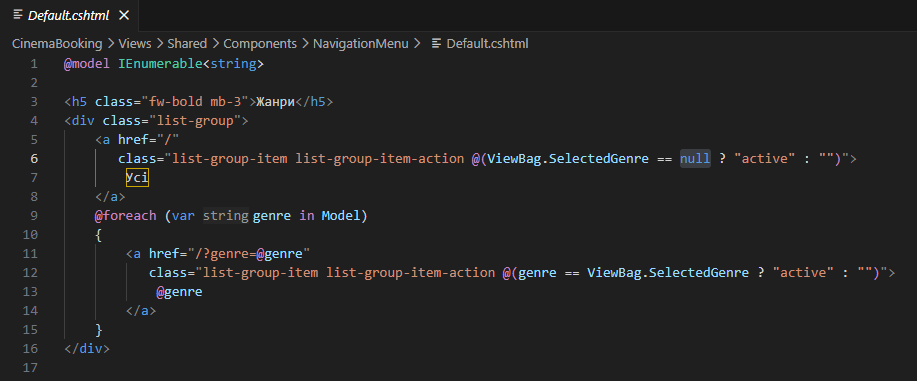 Default.cshtml
CinemaBooking > Views > Shared > Components > NavigationMenu > Default.cshtml
1 @model IEnumerable<string>
2
3 <h5 class="fw-bold mb-3">Жанри</h5>
4 <div class="list-group">
5 <a href="/"
6 class="list-group-item list-group-item-action @(ViewBag.SelectedGenre == null ? "active" : "")">
7 Усі
8 </a>
9 @foreach (var string genre in Model)
10 {
11 <a href="/?genre=@genre"
12 class="list-group-item list-group-item-action @(genre == ViewBag.SelectedGenre ? "active" : "")">
13 @genre
14 </a>
15 }
16 </div>
17